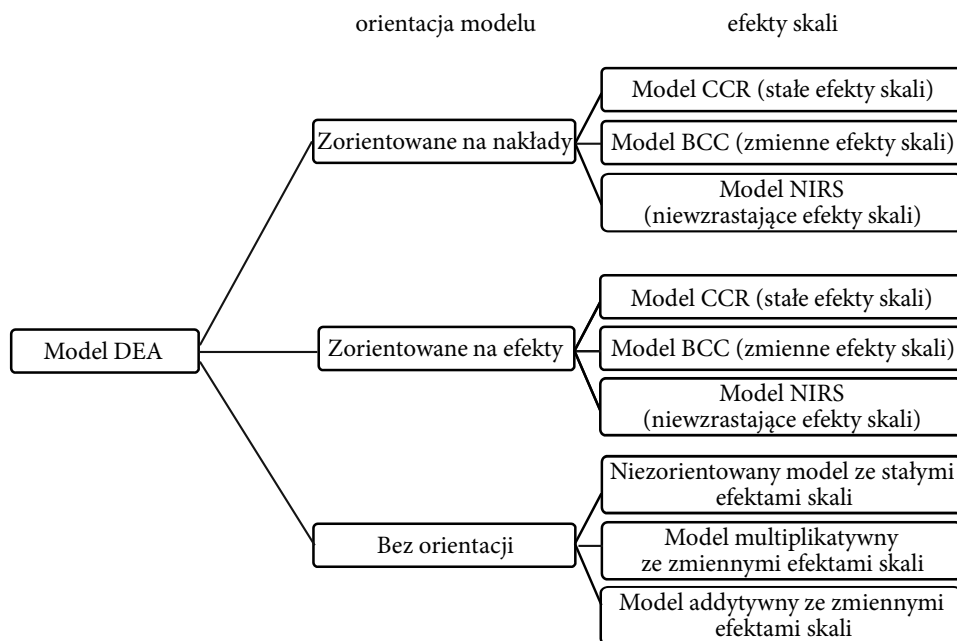 orientacja modelu
efekty skali
Model DEA
Zorientowane na nakłady
Model CCR (stałe efekty skali)
Model BCC (zmienne efekty skali)
Model NIRS
(niewzrastające efekty skali)
Zorientowane na efekty
Model CCR (stałe efekty skali)
Model BCC (zmienne efekty skali)
Model NIRS
(niewzrastające efekty skali)
Bez orientacji
Niezorientowany model ze stałymi
efektami skali
Model multiplikatywny
ze zmiennymi efektami skali
Model addytywny ze zmiennymi
efektami skali